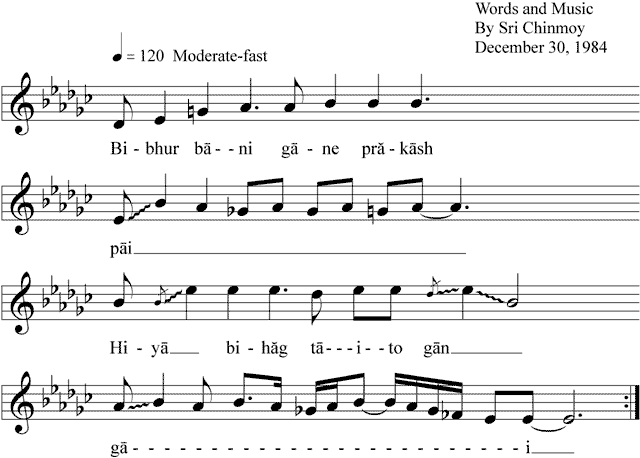 Words and Music
By Sri Chinmoy
December 30, 1984
= 120 Moderate-fast
Bi - bhur bā - - ni gā - ne pră - kāsh
pāi
Hi - yā bi - hăg tā - - - i - - to gān
gā - - - - - - - - - - - - - - - - - - - - - - - - - - - i